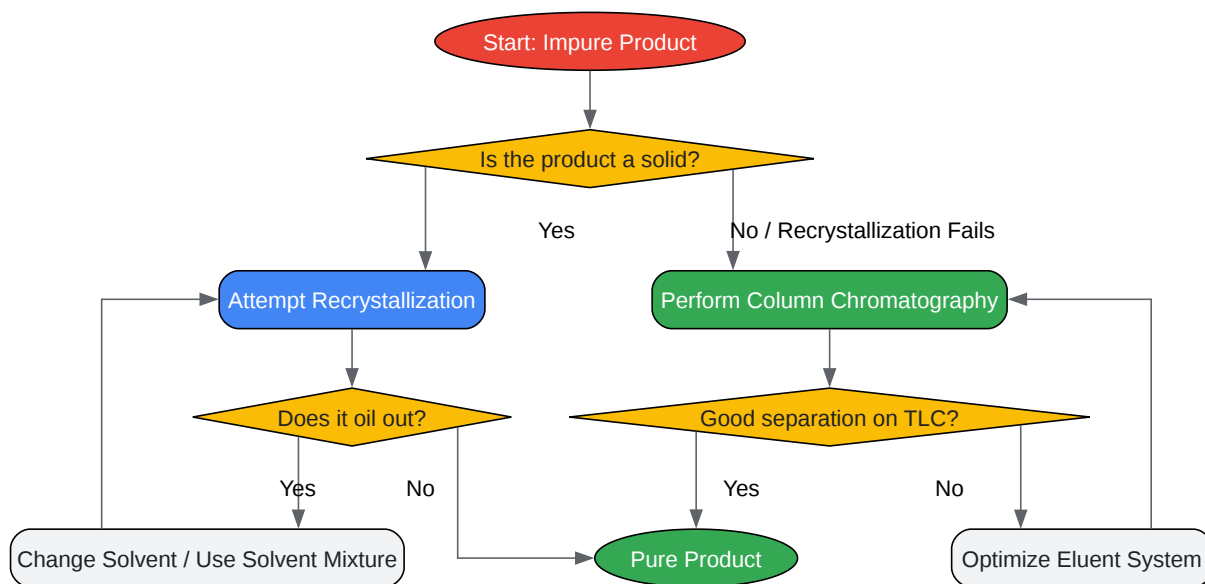 Start: Impure Product
Is the product a solid?
Yes
No / Recrystallization Fails
Attempt Recrystallization
Perform Column Chromatography
Does it oil out?
Good separation on TLC?
Yes
No
Yes
No
Change Solvent / Use Solvent Mixture
Pure Product
Optimize Eluent System